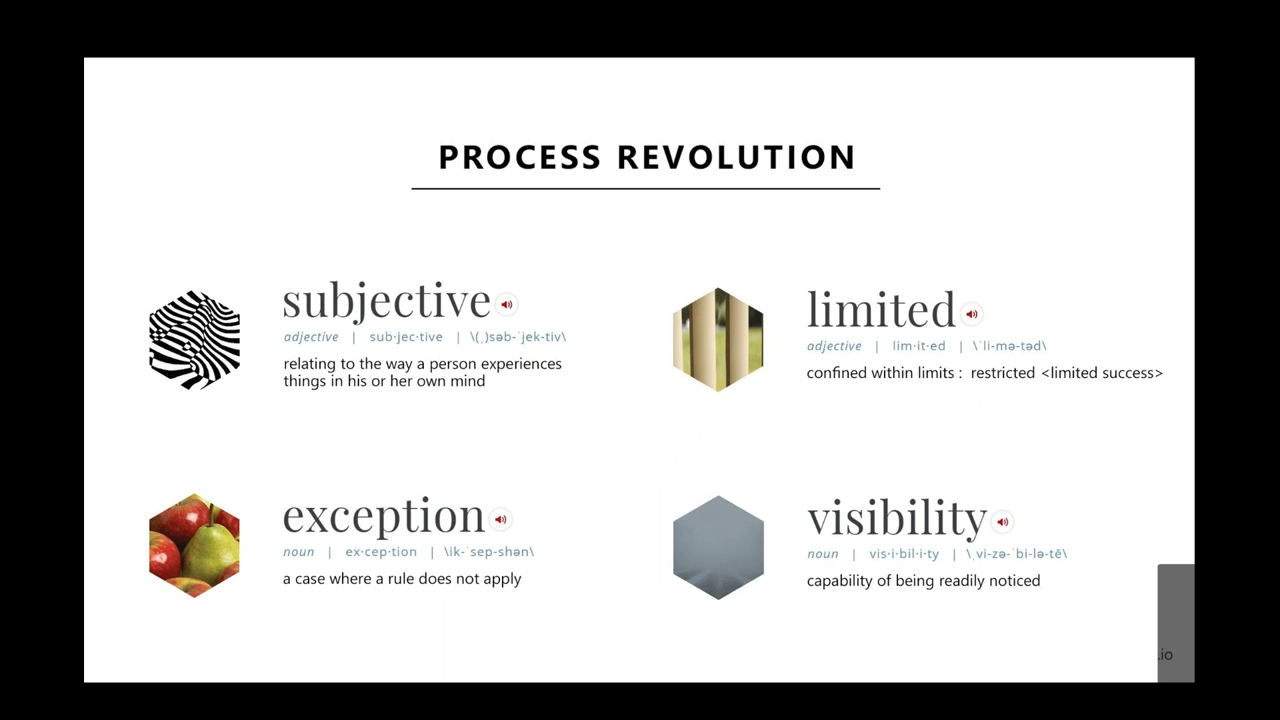 PROCESS REVOLUTION
subjective
adjective | sub·jec·tive | \(ˌ)səb-ˈjek-tiv\
relating to the way a person experiences
things in his or her own mind
limited
adjective | lim·it·ed | \ˈli-mə-təd\
confined within limits : restricted <limited success>
exception
noun | ex·cep·tion | \ik-ˈsep-shən\
a case where a rule does not apply
visibility
noun | vis·i·bil·i·ty | \ˌvi-zə-ˈbi-lə-tē\
capability of being readily noticed
.io